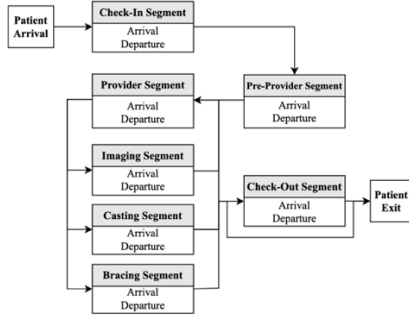 Patient
Arrival
Check-In Segment
Arrival
Departure
Provider Segment
Arrival
Departure
Pre-Provider Segment
Arrival
Departure
Imaging Segment
Arrival
Departure
Check-Out Segment
Arrival
Departure
Patient
Exit
Casting Segment
Arrival
Departure
Bracing Segment
Arrival
Departure